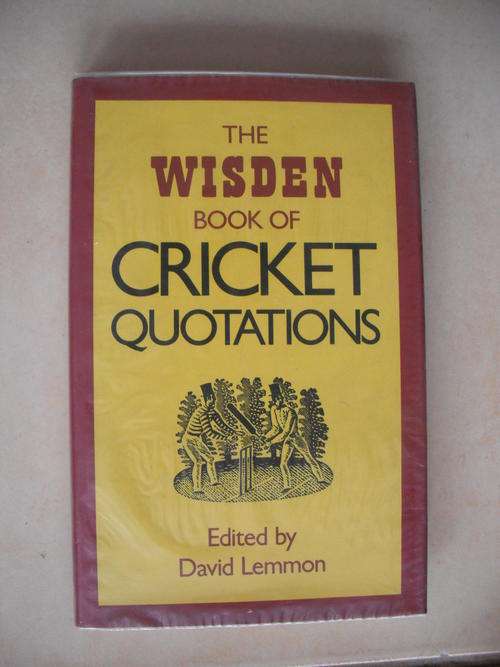 THE
WISDEN
BOOK OF
CRICKET
QUOTATIONS
Edited by
David Lemmon